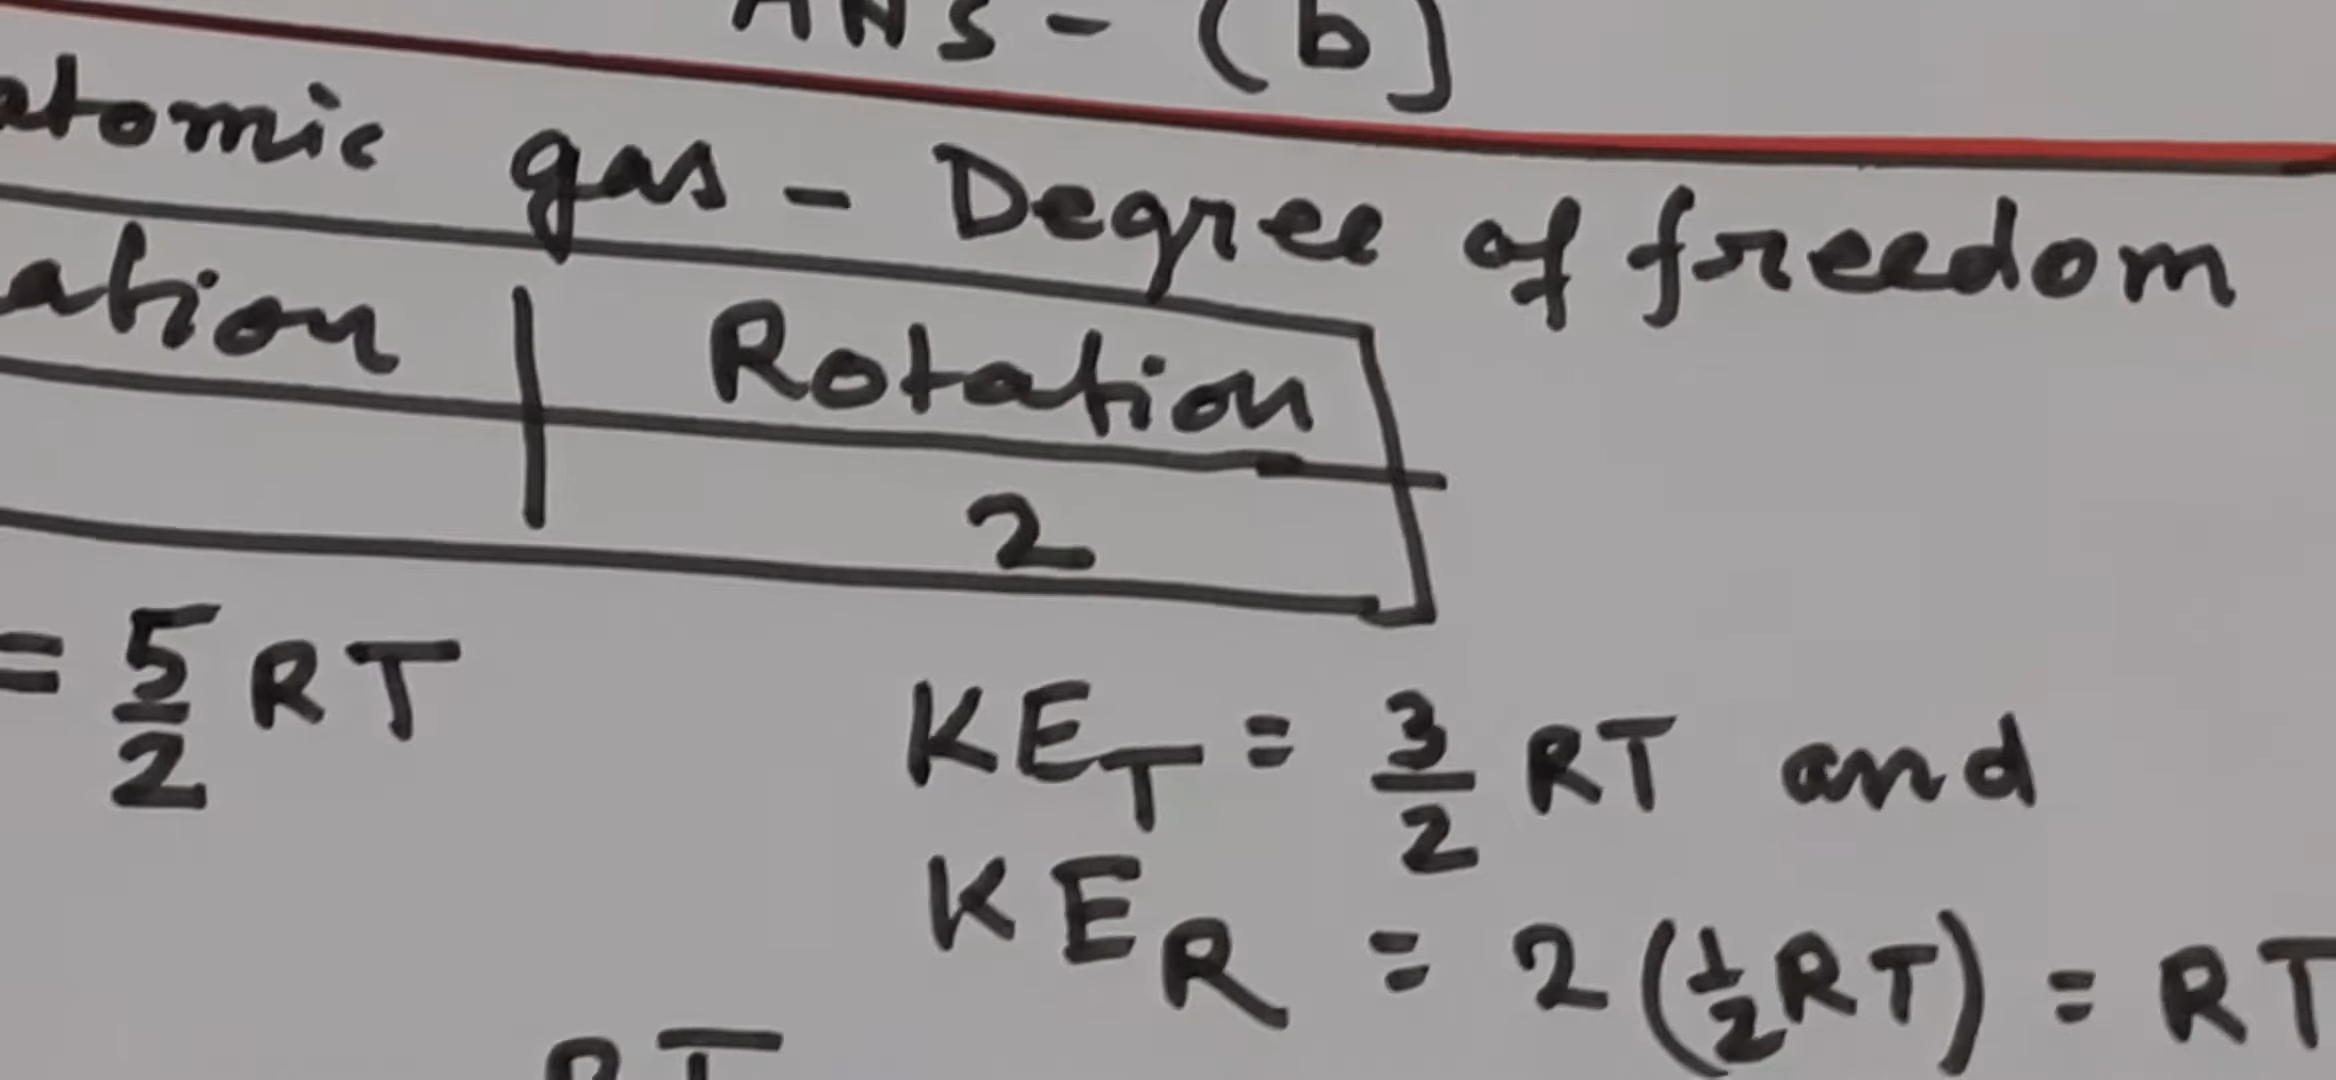 ANS - (b)
atomic gas - Degree of freedom
ation | Rotation
2
= 5/2 RT
KE_T = 3/2 RT and
KE_R = 2(1/2 RT) = RT
RT